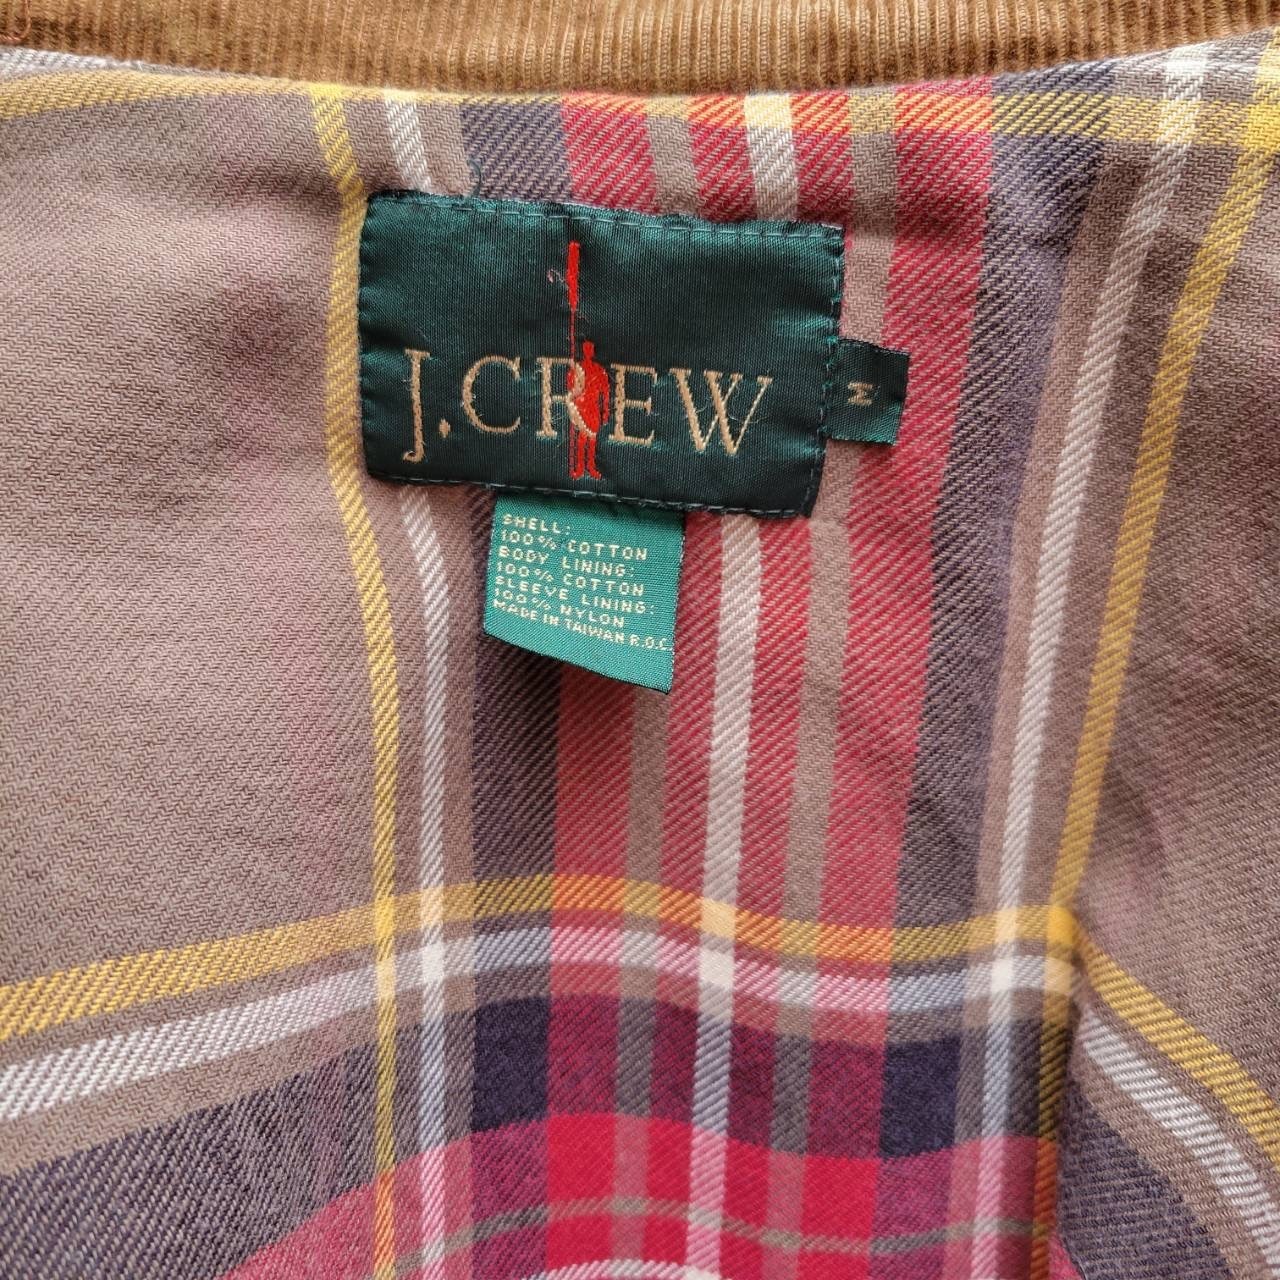 J.CREW
M
SHELL:
100% COTTON
BODY LINING:
100% COTTON
SLEEVE LINING:
100% NYLON
MADE IN TAIWAN R.O.C.